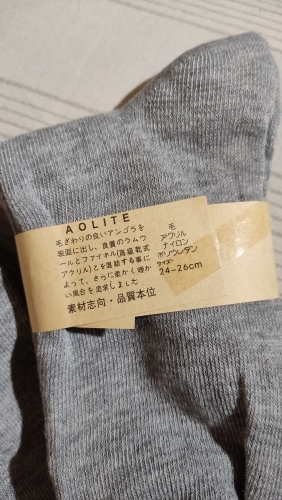 AOLITE
毛ざわりの良いアンゴラを
表面に出し、良質のラムウ
ールとファイネル(高級乾式
アクリル)とを混紡する事に
よって、さらに柔かく暖か
い風合を追求しました
素材志向・品質本位
毛
アクリル
ナイロン
ポリウレタン
サイズ
24-26cm